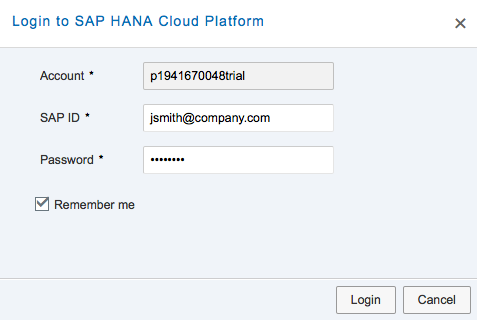 Login to SAP HANA Cloud Platform
Account *
p1941670048trial
SAP ID *
jsmith@company.com
Password *
••••••••
Remember me
Login
Cancel